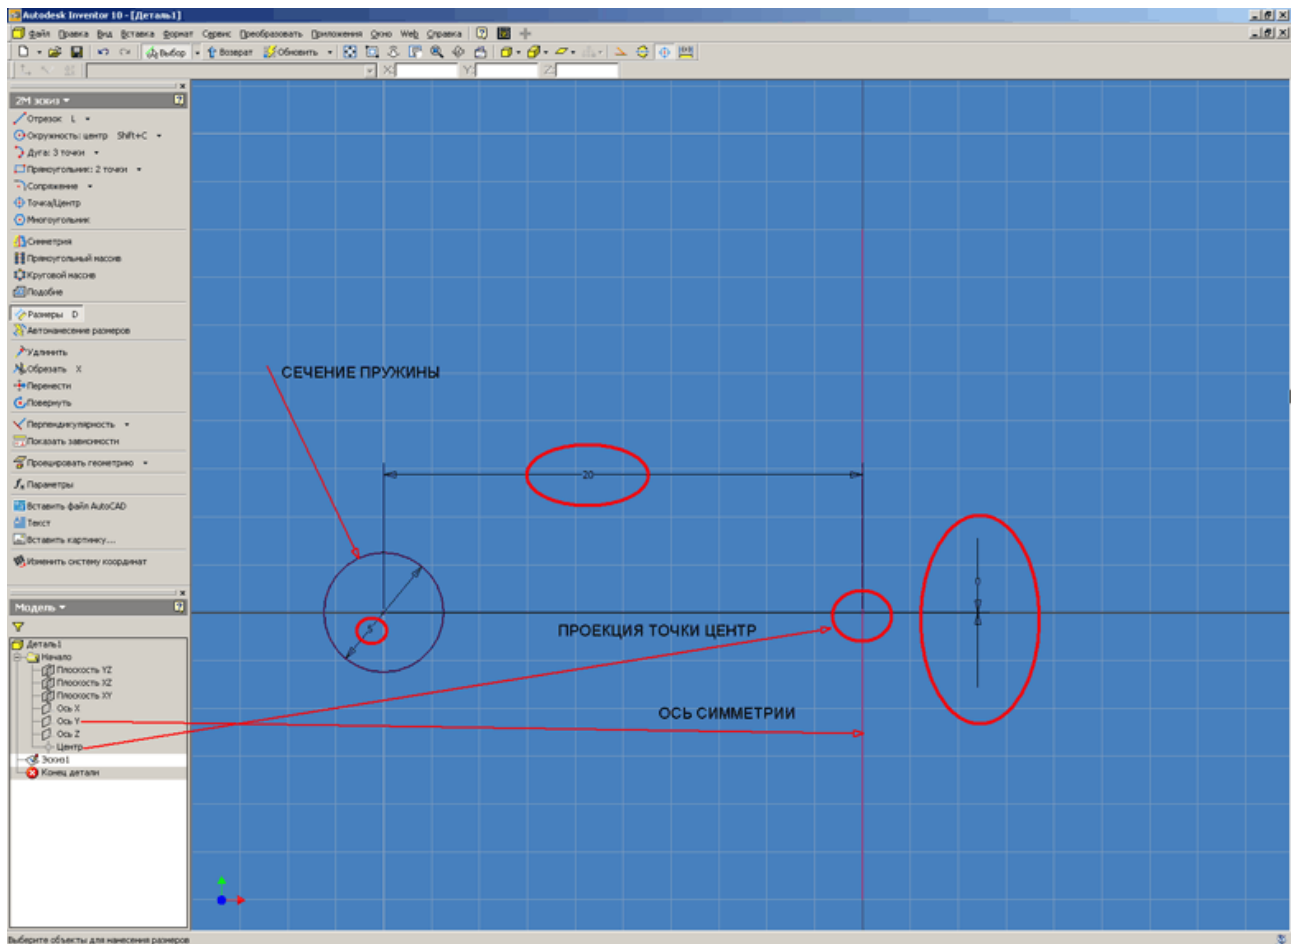 Autodesk Inventor 10 - [Деталь1]
Файл Правка Вид Вставка Формат Сервис Преобразовать Приложения Окно Web Справка
Выбор Возврат Обновить
X: Y: Z:
2М эскиз
Отрезок L
Окружность: центр Shift+C
Дуга: 3 точки
Прямоугольник: 2 точки
Сопряжение
Точка/Центр
Многоугольник
Симметрия
Прямоугольный массив
Круговой массив
Подобие
Размеры D
Автонанесение размеров
Удлинить
Обрезать X
Перенести
Повернуть
Перпендикулярность
Показать зависимости
Проецировать геометрию
Параметры
Вставить файл AutoCAD
Текст
Вставить картинку...
Изменить систему координат
СЕЧЕНИЕ ПРУЖИНЫ
20
0
5
ПРОЕКЦИЯ ТОЧКИ ЦЕНТР
ОСЬ СИММЕТРИИ
Модель
Деталь1
Начало
Плоскость YZ
Плоскость XZ
Плоскость XY
Ось X
Ось Y
Ось Z
Центр
Эскиз1
Конец детали
Выберите объекты для нанесения размеров